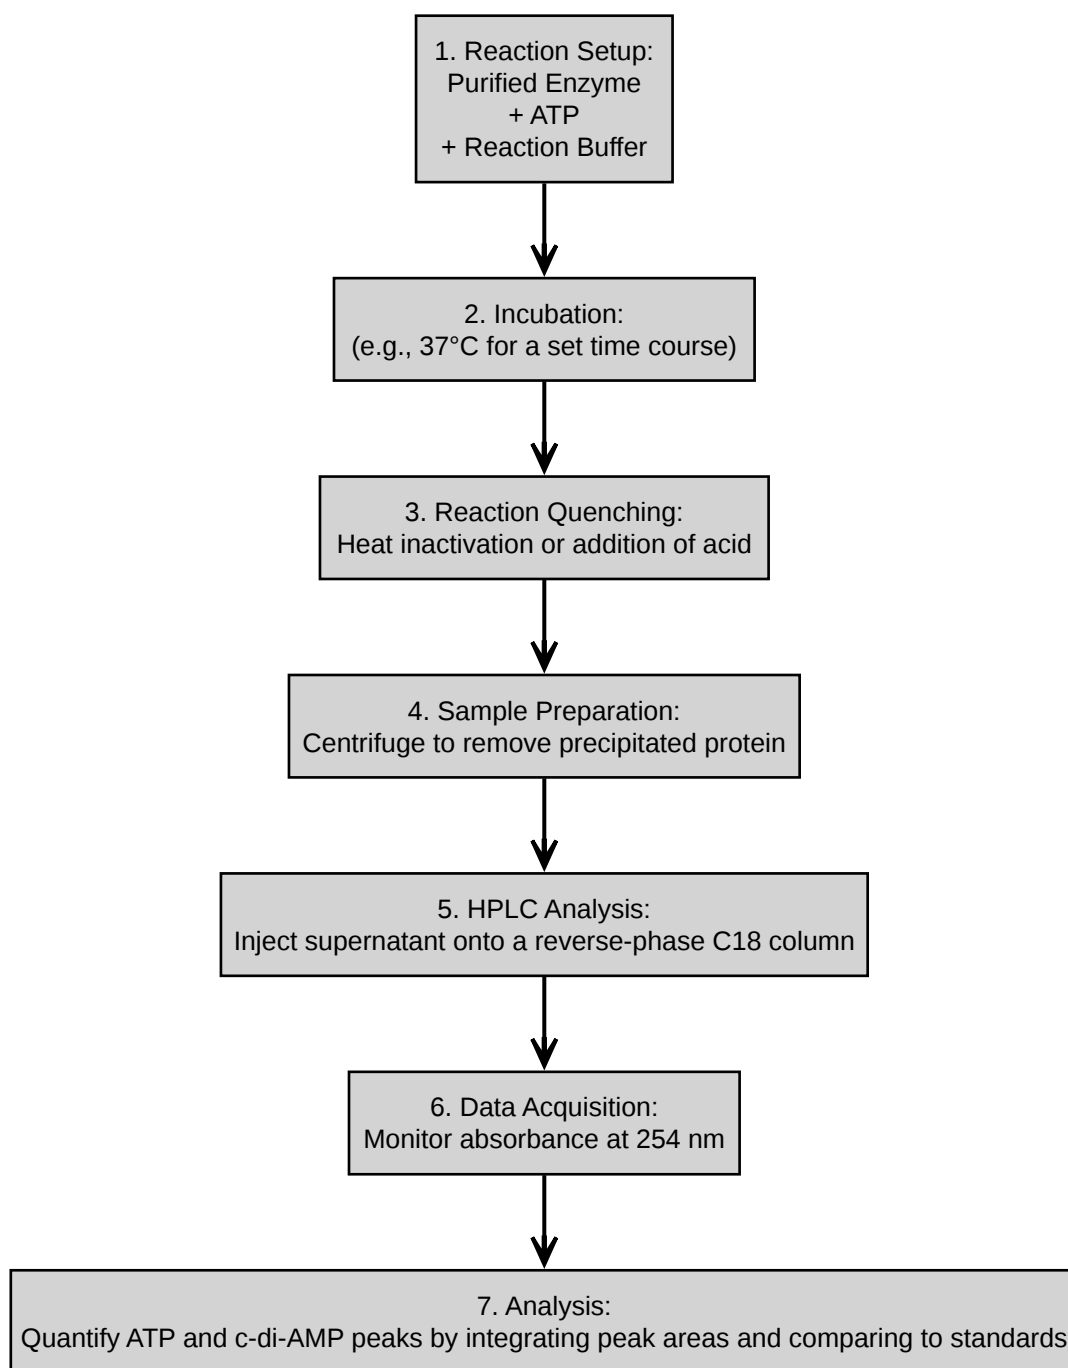 1. Reaction Setup:
Purified Enzyme
+ ATP
+ Reaction Buffer
2. Incubation:
(e.g., 37°C for a set time course)
3. Reaction Quenching:
Heat inactivation or addition of acid
4. Sample Preparation:
Centrifuge to remove precipitated protein
5. HPLC Analysis:
Inject supernatant onto a reverse-phase C18 column
6. Data Acquisition:
Monitor absorbance at 254 nm
7. Analysis:
Quantify ATP and c-di-AMP peaks by integrating peak areas and comparing to standards